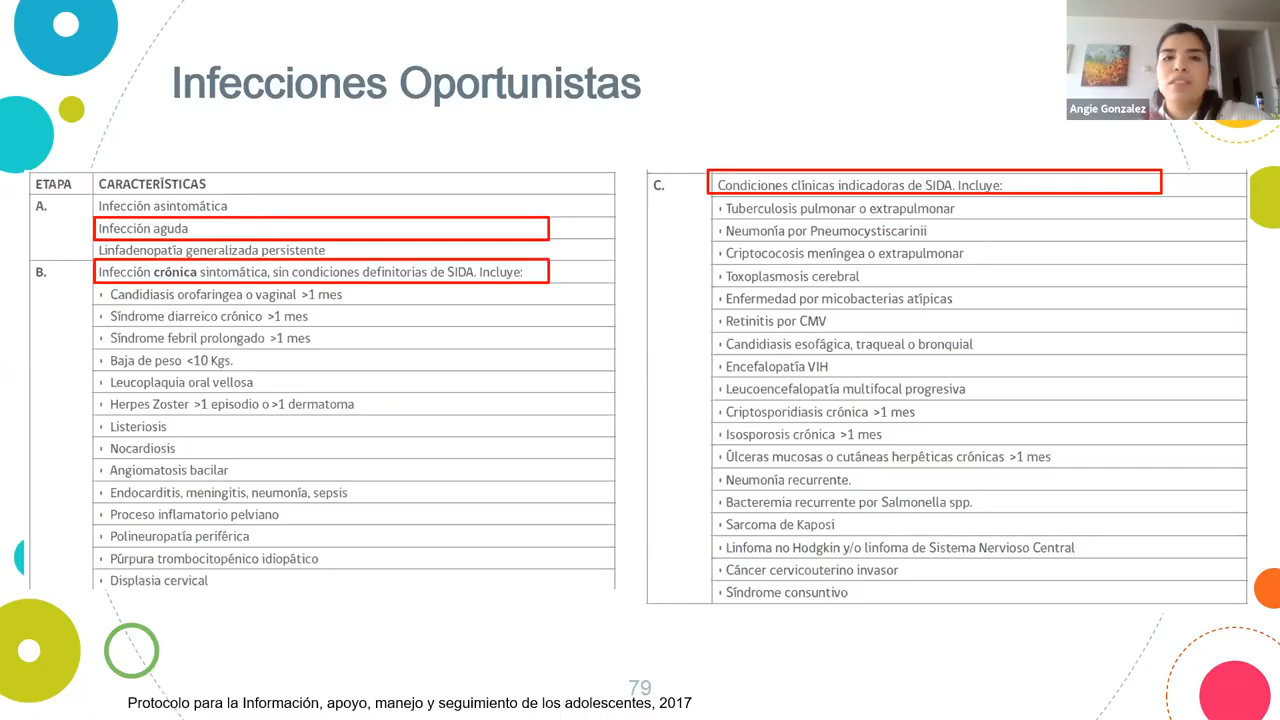 Infecciones Oportunistas
Angie Gonzalez
ETAPA CARACTERÏSTICAS
A. Infección asintomática
Infección aguda
Linfadenopatía generalizada persistente
B. Infección crónica sintomática, sin condiciones definitorias de SIDA. Incluye:
• Candidiasis orofaringea o vaginal >1 mes
• Síndrome diarreico crónico >1 mes
• Síndrome febril prolongado >1 mes
• Baja de peso <10 Kgs.
• Leucoplaquia oral vellosa
• Herpes Zoster >1 episodio o >1 dermatoma
• Listeriosis
• Nocardiosis
• Angiomatosis bacilar
• Endocarditis, meningitis, neumonía, sepsis
• Proceso inflamatorio pelviano
• Polineuropatía periférica
• Púrpura trombocitopénico idiopático
• Displasia cervical
C. Condiciones clínicas indicadoras de SIDA. Incluye:
• Tuberculosis pulmonar o extrapulmonar
• Neumonía por Pneumocystiscarinii
• Criptococosis meníngea o extrapulmonar
• Toxoplasmosis cerebral
• Enfermedad por micobacterias atípicas
• Retinitis por CMV
• Candidiasis esofágica, traqueal o bronquial
• Encefalopatía VIH
• Leucoencefalopatía multifocal progresiva
• Criptosporidiasis crónica >1 mes
• Isosporosis crónica >1 mes
• Úlceras mucosas o cutáneas herpéticas crónicas >1 mes
• Neumonía recurrente.
• Bacteremia recurrente por Salmonella spp.
• Sarcoma de Kaposi
• Linfoma no Hodgkin y/o linfoma de Sistema Nervioso Central
• Cáncer cervicouterino invasor
• Síndrome consuntivo
79
Protocolo para la Información, apoyo, manejo y seguimiento de los adolescentes, 2017